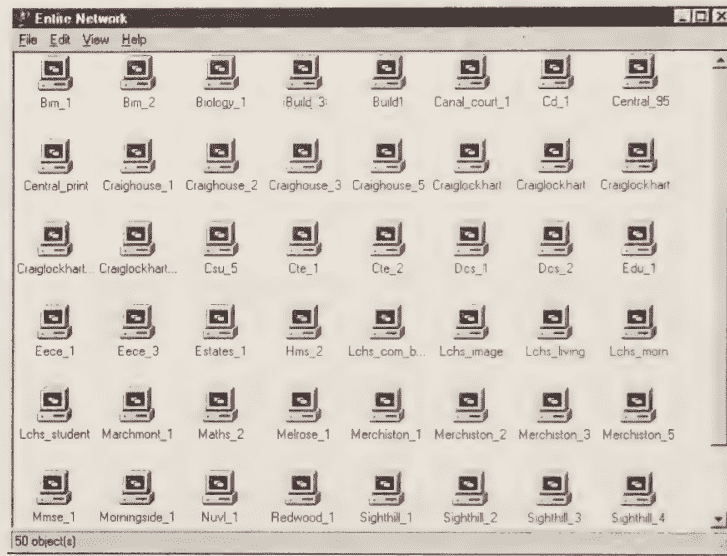 Entire Network
File Edit View Help
Bim_1 Bim_2 Biology_1 Build_3 Build1 Canal_court_1 Cd_1 Central_95
Central_print Craighouse_1 Craighouse_2 Craighouse_3 Craighouse_5 Craiglockhart Craiglockhart Craiglockhart
Craiglockhart... Craiglockhart... Csu_5 Cte_1 Cte_2 Dcs_1 Dcs_2 Edu_1
Eece_1 Eece_3 Estates_1 Hms_2 Lchs_com_b... Lchs_image Lchs_living Lchs_morn
Lchs_student Marchmont_1 Maths_2 Melrose_1 Merchiston_1 Merchiston_2 Merchiston_3 Merchiston_5
Mmse_1 Morningside_1 Nuvl_1 Redwood_1 Sighthill_1 Sighthill_2 Sighthill_3 Sighthill_4
50 object(s)